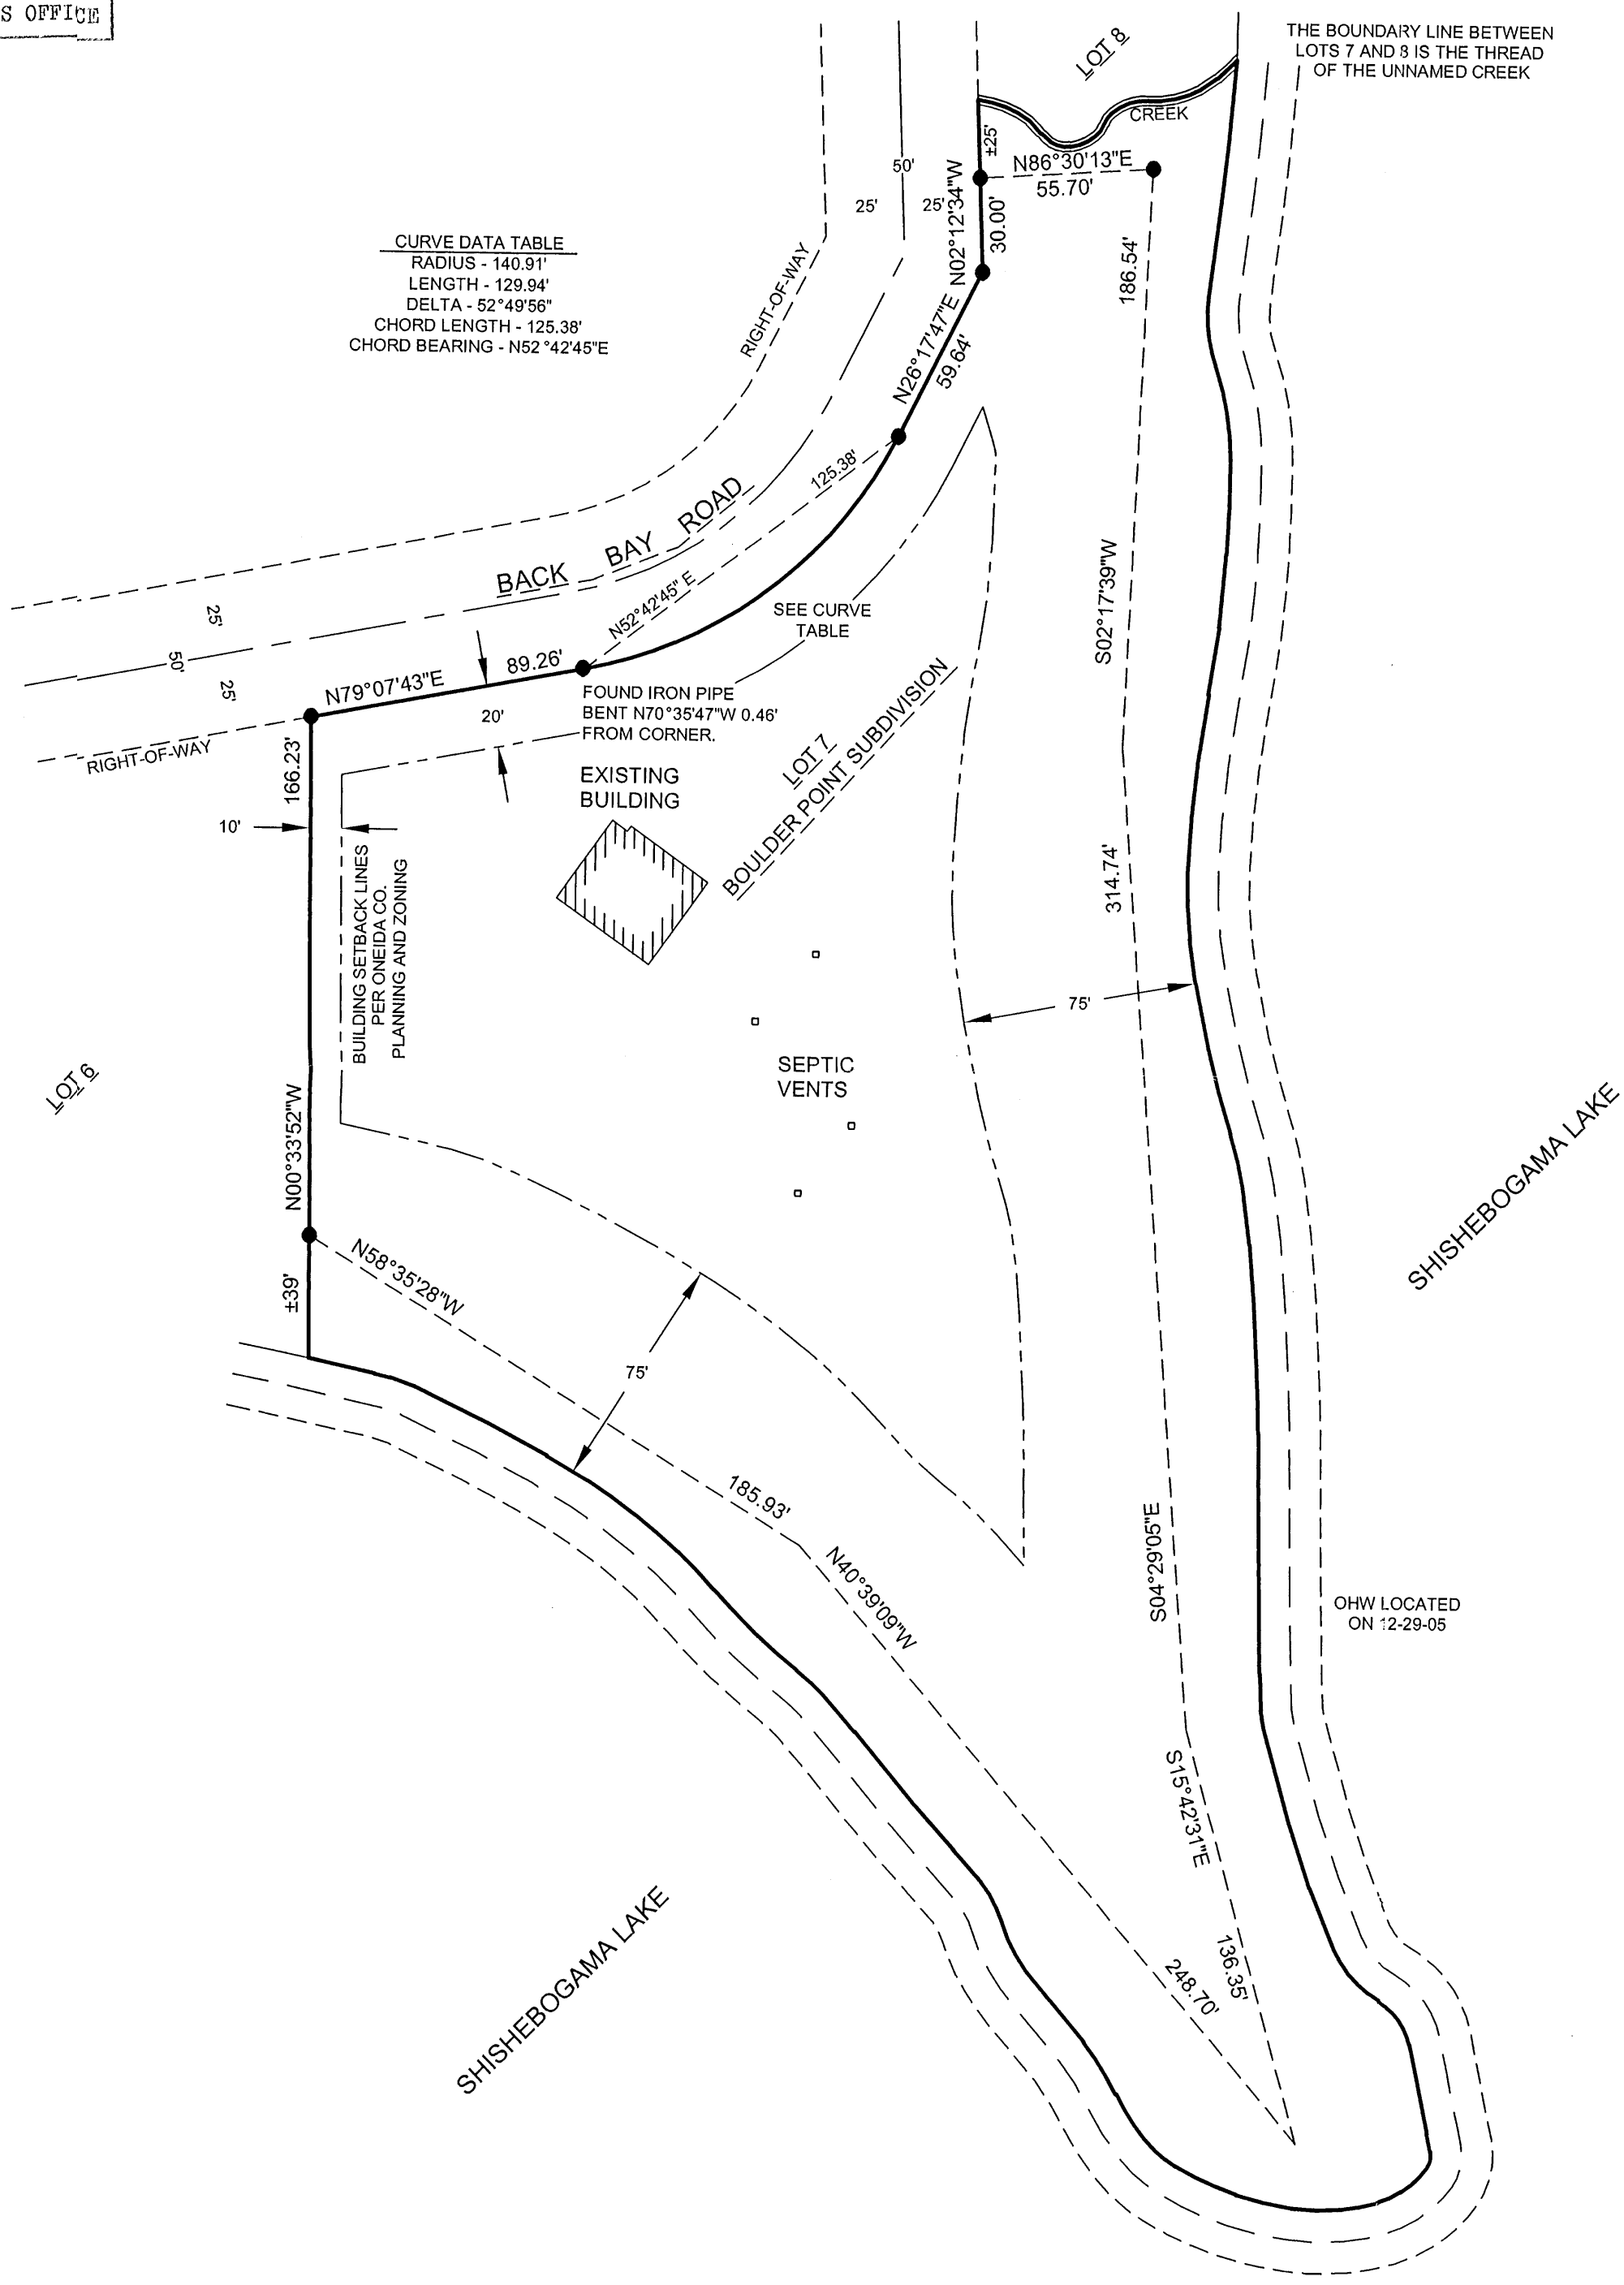 S OFFICE
THE BOUNDARY LINE BETWEEN
LOTS 7 AND 8 IS THE THREAD
OF THE UNNAMED CREEK
LOT 8
CREEK
±25'
N86°30'13"E
55.70'
50'
25'
25'
N02°12'34"W
30.00'
186.54'
CURVE DATA TABLE
RADIUS - 140.91'
LENGTH - 129.94'
DELTA - 52°49'56"
CHORD LENGTH - 125.38'
CHORD BEARING - N52°42'45"E
RIGHT-OF-WAY
N26°17'47"E
59.64'
125.38'
BACK BAY ROAD
N52°42'45"E
SEE CURVE
TABLE
S02°17'39"W
25'
50'
25'
N79°07'43"E
89.26'
20'
FOUND IRON PIPE
BENT N70°35'47"W 0.46'
FROM CORNER.
RIGHT-OF-WAY
166.23'
10'
EXISTING
BUILDING
LOT 7
BOULDER POINT SUBDIVISION
BUILDING SETBACK LINES
PER ONEIDA CO.
PLANNING AND ZONING
314.74'
75'
SEPTIC
VENTS
LOT 6
N00°33'52"W
SHISHEBOGAMA LAKE
±39'
N58°35'28"W
75'
185.93'
N40°39'09"W
S04°29'05"E
OHW LOCATED
ON 12-29-05
S15°42'31"E
136.35'
248.70'
SHISHEBOGAMA LAKE